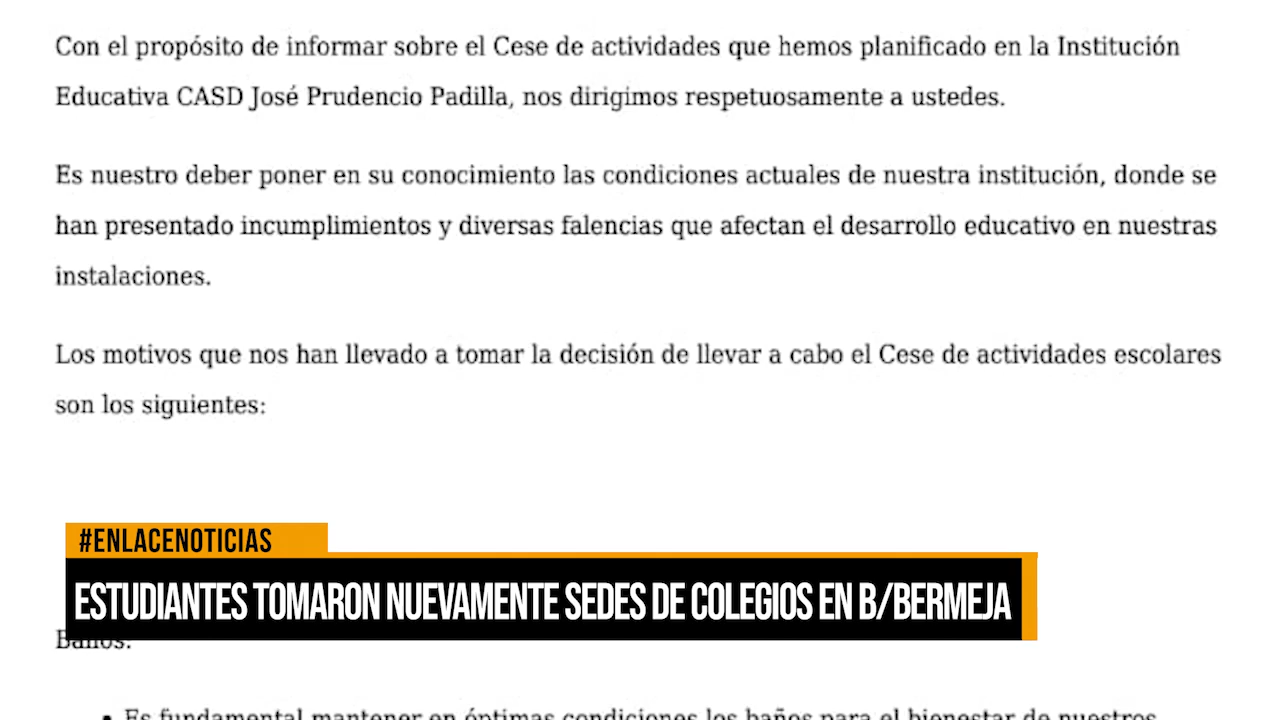 Con el propósito de informar sobre el Cese de actividades que hemos planificado en la Institución
Educativa CASD José Prudencio Padilla, nos dirigimos respetuosamente a ustedes.
Es nuestro deber poner en su conocimiento las condiciones actuales de nuestra institución, donde se
han presentado incumplimientos y diversas falencias que afectan el desarrollo educativo en nuestras
instalaciones.
Los motivos que nos han llevado a tomar la decisión de llevar a cabo el Cese de actividades escolares
son los siguientes:
#ENLACENOTICIAS
ESTUDIANTES TOMARON NUEVAMENTE SEDES DE COLEGIOS EN B/BERMEJA
Baños:
• Es fundamental mantener en óptimas condiciones los baños para el bienestar de nuestros